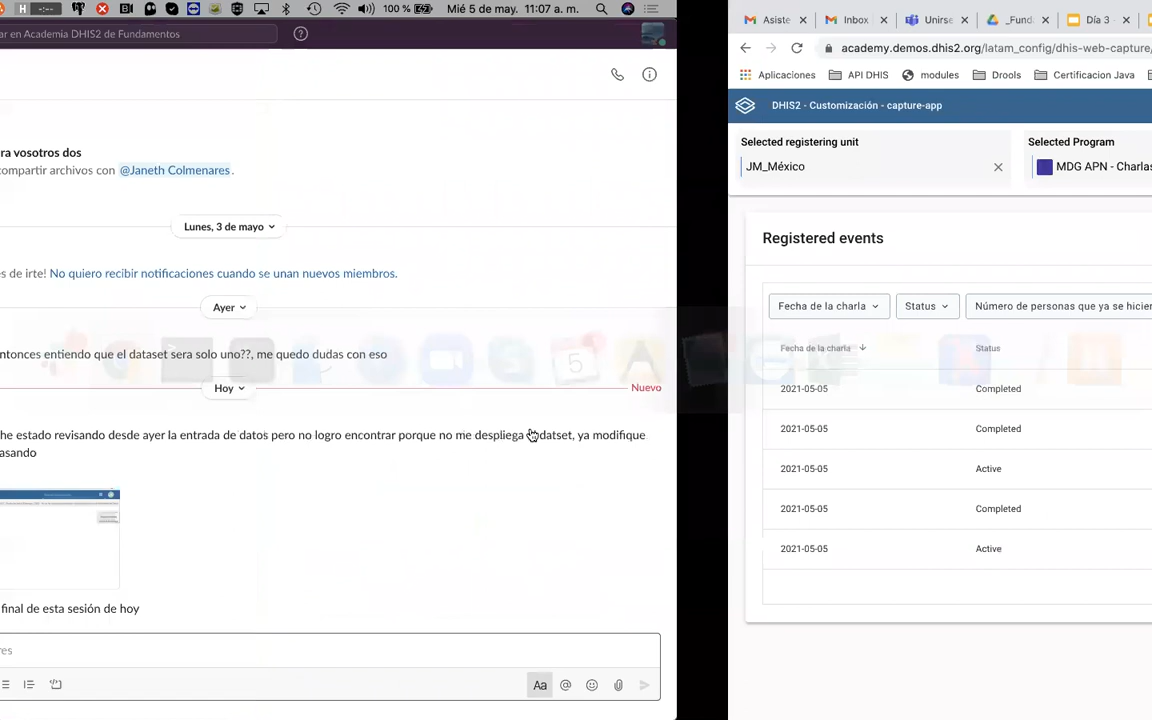 100 %
Mié 5 de may. 11:07 a. m.
ar en Academia DHIS2 de Fundamentos
ra vosotros dos
compartir archivos con @Janeth Colmenares.
Lunes, 3 de mayo
es de irte! No quiero recibir notificaciones cuando se unan nuevos miembros.
Ayer
ntonces entiendo que el dataset sera solo uno??, me quedo dudas con eso
Hoy
Nuevo
he estado revisando desde ayer la entrada de datos pero no logro encontrar porque no me despliega datset, ya modifique
asando
final de esta sesión de hoy
res
Aa
Asiste
Inbox
Unirse
_Fund
Día 3
academy.demos.dhis2.org/latam_config/dhis-web-capture/
Aplicaciones
API DHIS
modules
Drools
Certificacion Java
DHIS2 - Customización - capture-app
Selected registering unit
JM_México
Selected Program
MDG APN - Charlas
Registered events
Fecha de la charla
Status
Número de personas que ya se hicier
Fecha de la charla
Status
2021-05-05
Completed
2021-05-05
Completed
2021-05-05
Active
2021-05-05
Completed
2021-05-05
Active